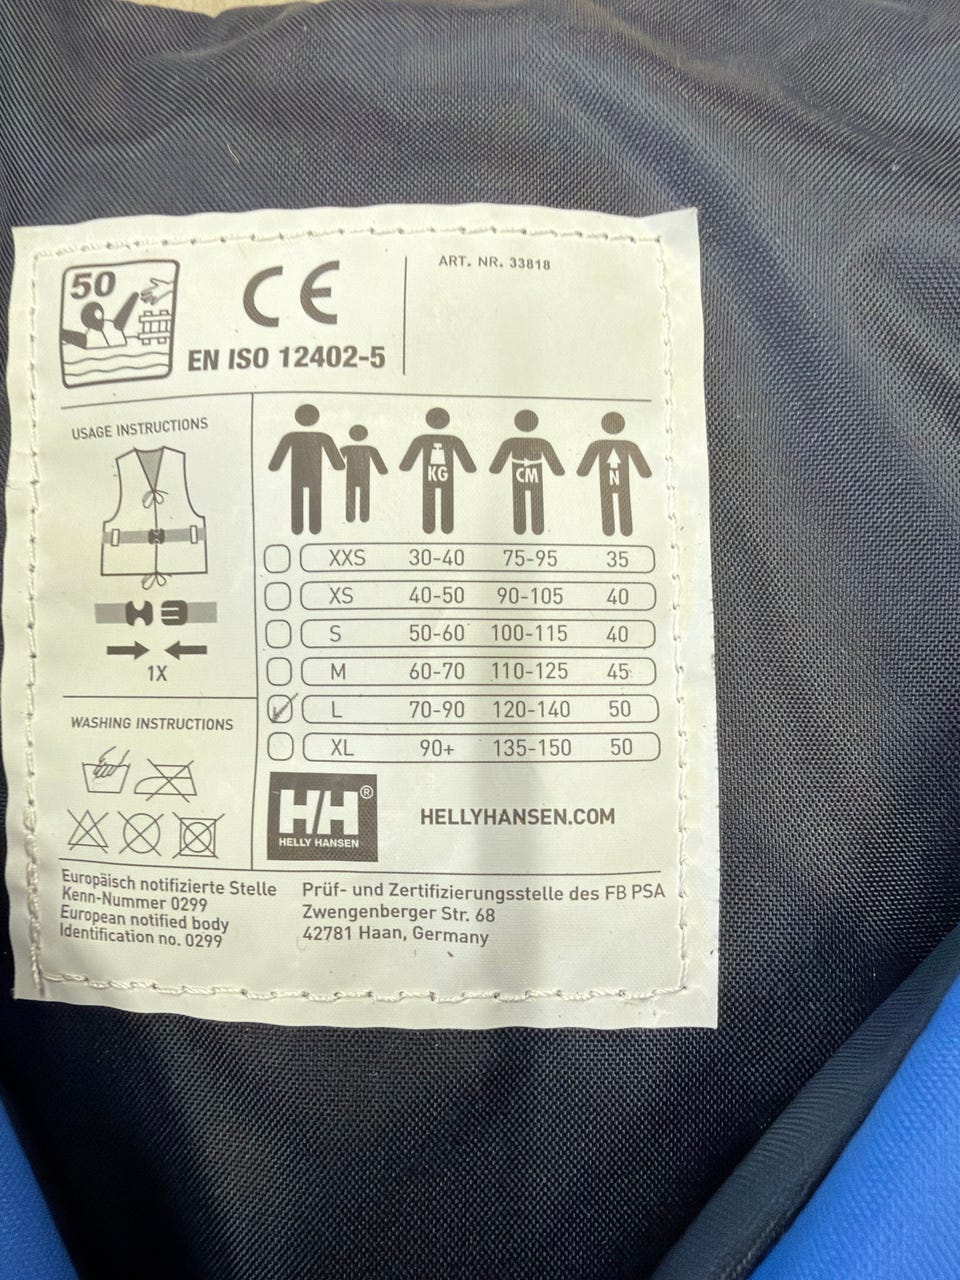 50
CE
EN ISO 12402-5
ART. NR. 33818
USAGE INSTRUCTIONS
1X
WASHING INSTRUCTIONS
KG CM N
XXS 30-40 75-95 35
XS 40-50 90-105 40
S 50-60 100-115 40
M 60-70 110-125 45
L 70-90 120-140 50
XL 90+ 135-150 50
HH®
HELLY HANSEN
HELLYHANSEN.COM
Europäisch notifizierte Stelle
Kenn-Nummer 0299
European notified body
Identification no. 0299
Prüf- und Zertifizierungsstelle des FB PSA
Zwengenberger Str. 68
42781 Haan, Germany